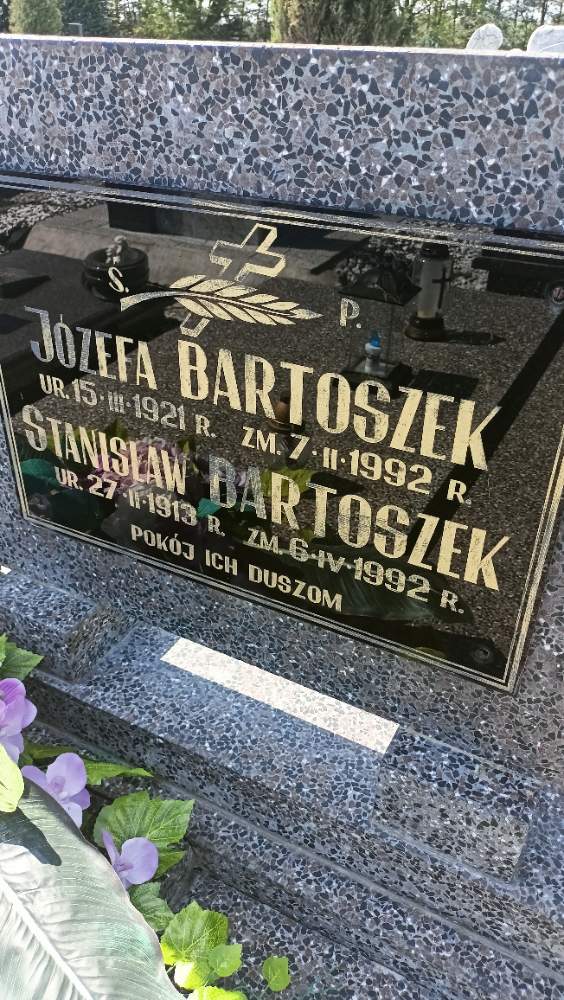 Ś. P.
JÓZEFA BARTOSZEK
UR. 15·III·1921 R. ZM. 7·II·1992 R.
STANISŁAW BARTOSZEK
UR. 27·II·1913 R. ZM. 6·IV·1992 R.
POKÓJ ICH DUSZOM